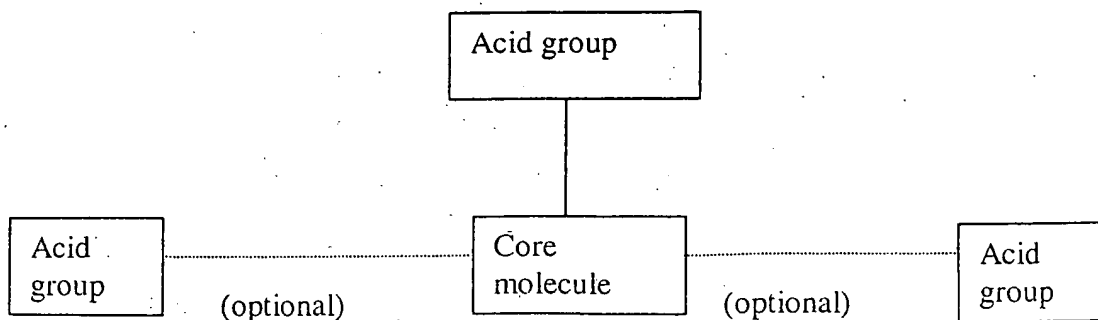 Acid group
Acid
group
(optional)
Core
molecule
(optional)
Acid
group